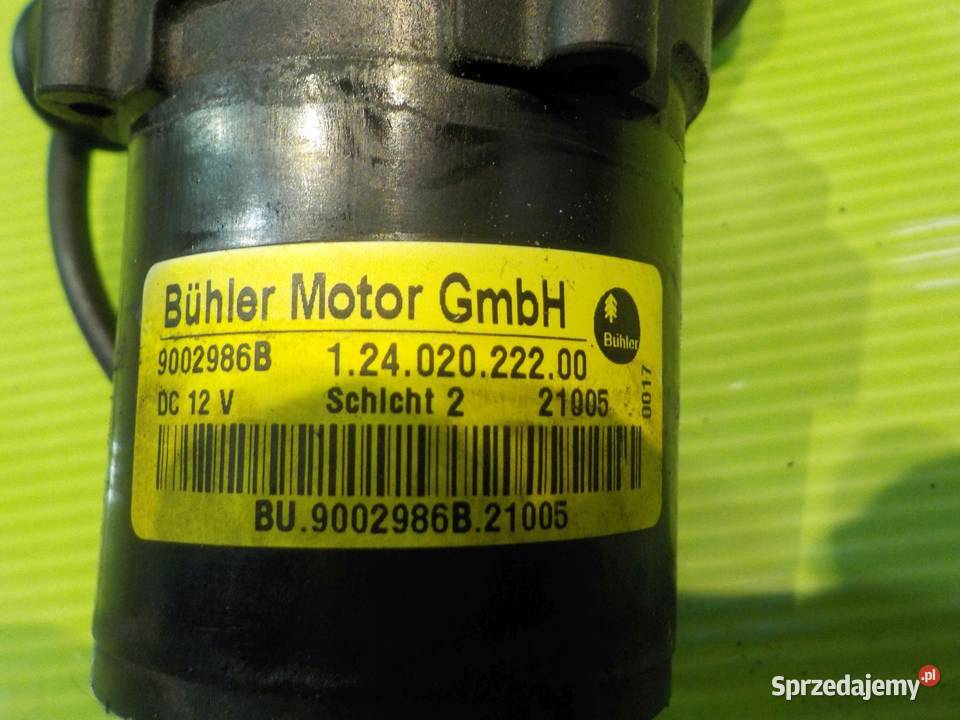 Bühler Motor GmbH
Bühler
9002986B 1.24.020.222.00
DC 12 V Schicht 2 21005
0017
BU.9002986B.21005
Sprzedajemy.pl